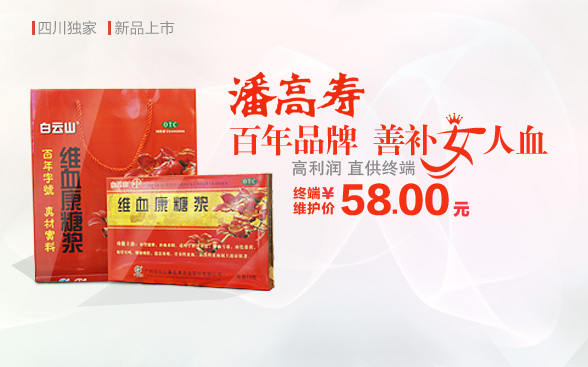 四川独家 新品上市
潘高寿
百年品牌 善补女人血
高利润 直供终端
终端¥
维护价 58.00元
白云山
OTC
维血康糖浆
百年字號 真材實料
白云山
OTC
维血康糖浆